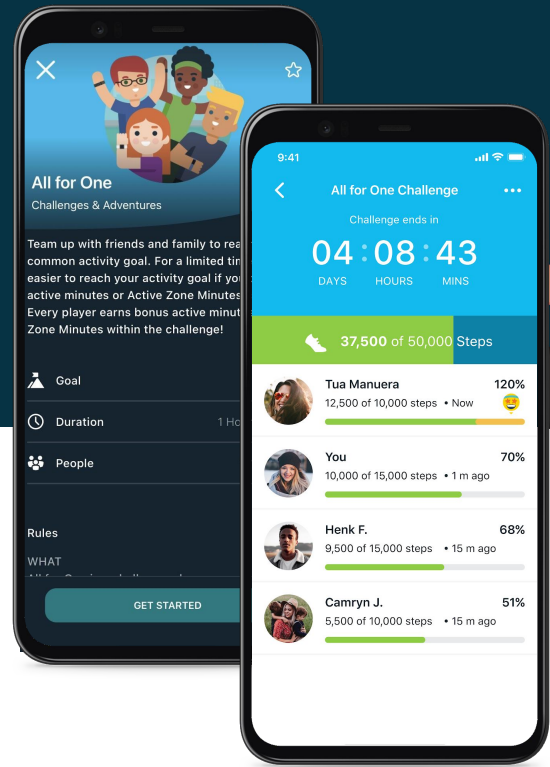 All for One
Challenges & Adventures
Team up with friends and family to rea
common activity goal. For a limited tim
easier to reach your activity goal if you
active minutes or Active Zone Minutes
Every player earns bonus active minut
Zone Minutes within the challenge!
Goal
Duration 1 Ho
People
Rules
WHAT
GET STARTED
9:41
All for One Challenge
Challenge ends in
04 : 08 : 43
DAYS HOURS MINS
37,500 of 50,000 Steps
Tua Manuera 120%
12,500 of 10,000 steps • Now
You 70%
10,000 of 15,000 steps • 1 m ago
Henk F. 68%
9,500 of 15,000 steps • 15 m ago
Camryn J. 51%
5,500 of 10,000 steps • 15 m ago